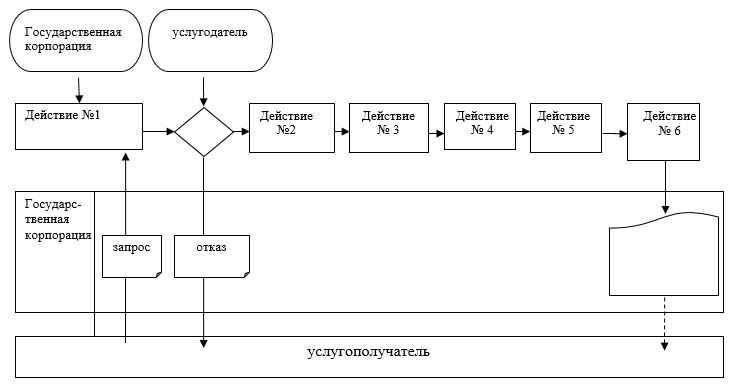 Государственная
корпорация
услугодатель
Действие №1
Действие
№2
Действие
№ 3
Действие
№ 4
Действие
№ 5
Действие
№ 6
Государс-
твенная
корпорация
запрос
отказ
услугополучатель